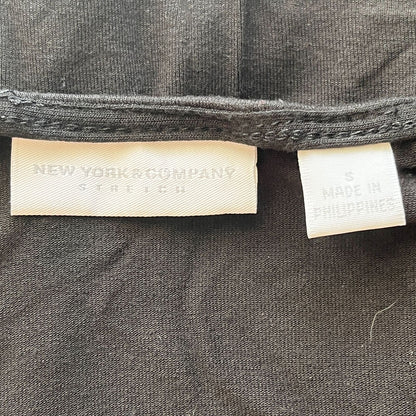 NEW YORK&COMPANY
STRETCH
S
MADE IN
PHILIPPINES